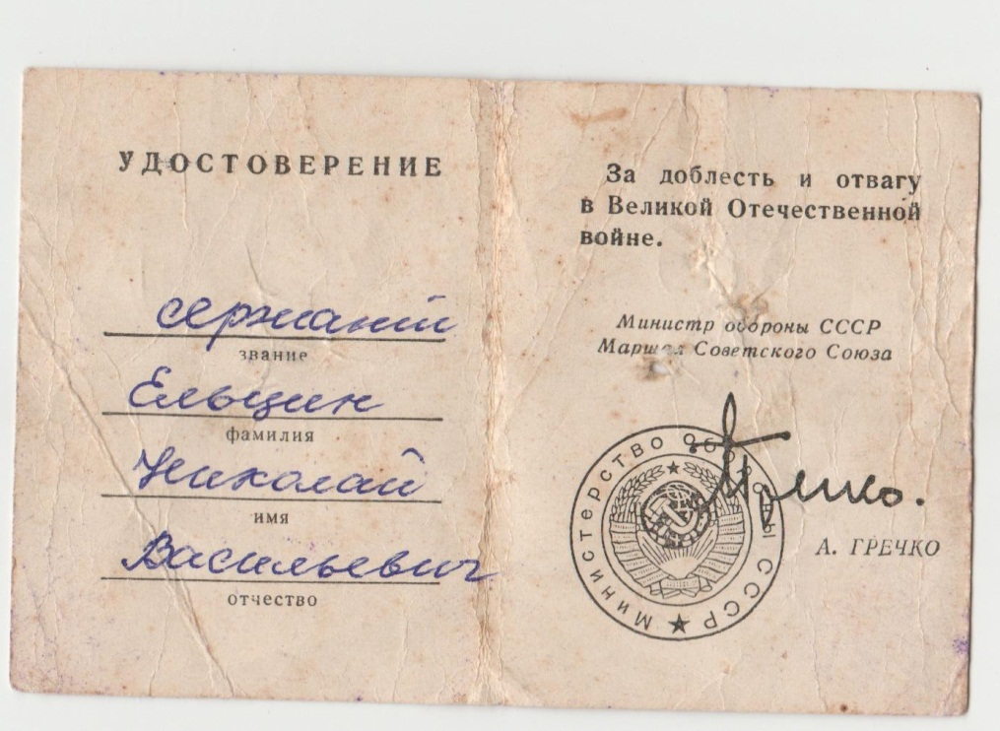 УДОСТОВЕРЕНИЕ
сержант
звание
Ельцин
фамилия
Николай
имя
Васильевич
отчество
За доблесть и отвагу
в Великой Отечественной
войне.
Министр обороны СССР
Маршал Советского Союза
Гречко.
А. ГРЕЧКО
Министерство Обороны СССР